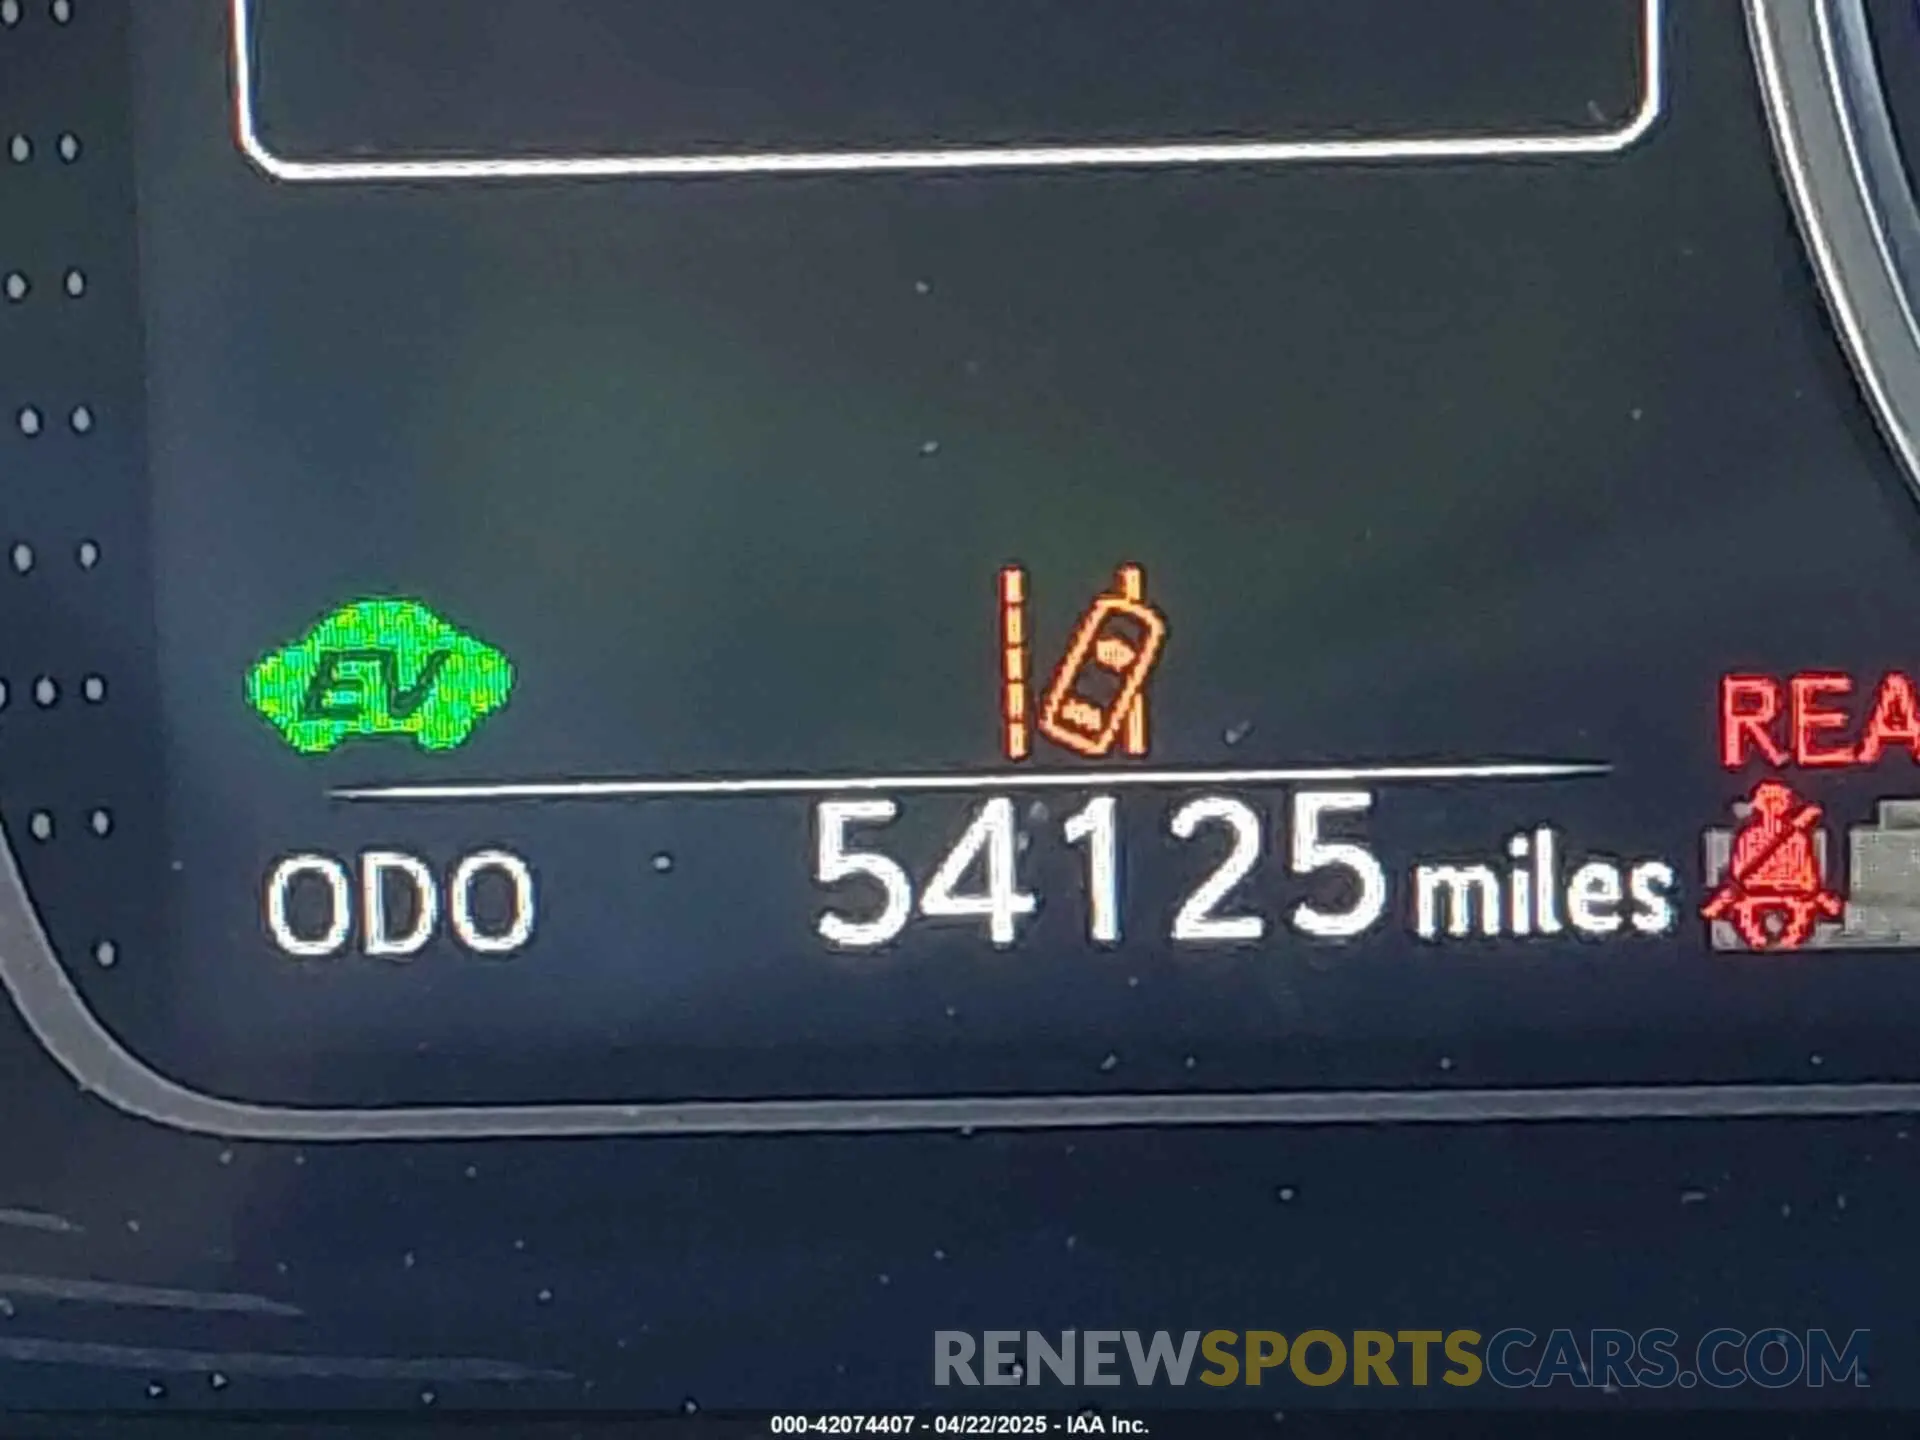 EV
REA
ODO 54125 miles
RENEWSPORTSCARS.COM
000-42074407 - 04/22/2025 - IAA Inc.